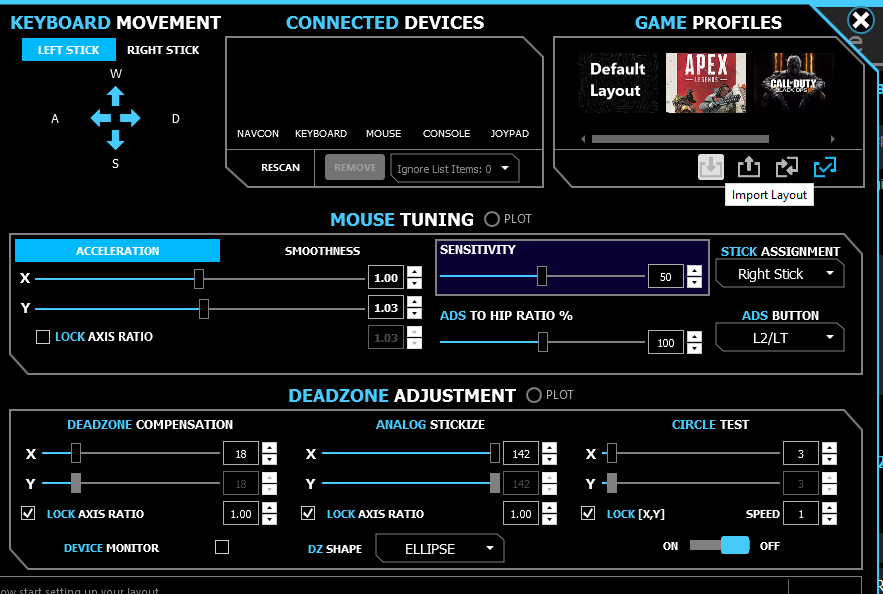 KEYBOARD MOVEMENT
LEFT STICK
RIGHT STICK
W
A
D
S
CONNECTED DEVICES
NAVCON
KEYBOARD
MOUSE
CONSOLE
JOYPAD
RESCAN
REMOVE
Ignore List Items: 0
GAME PROFILES
Default
Layout
APEX
LEGENDS
CALL OF DUTY
BLACK OPS
Import Layout
MOUSE TUNING
PLOT
ACCELERATION
SMOOTHNESS
X
1.00
Y
1.03
LOCK AXIS RATIO
1.03
SENSITIVITY
50
ADS TO HIP RATIO %
100
STICK ASSIGNMENT
Right Stick
ADS BUTTON
L2/LT
DEADZONE ADJUSTMENT
PLOT
DEADZONE COMPENSATION
X
18
Y
18
LOCK AXIS RATIO
1.00
DEVICE MONITOR
ANALOG STICKIZE
X
142
Y
142
LOCK AXIS RATIO
1.00
DZ SHAPE
ELLIPSE
CIRCLE TEST
X
3
Y
3
LOCK [X,Y]
SPEED
1
ON
OFF
ow start setting up your layout